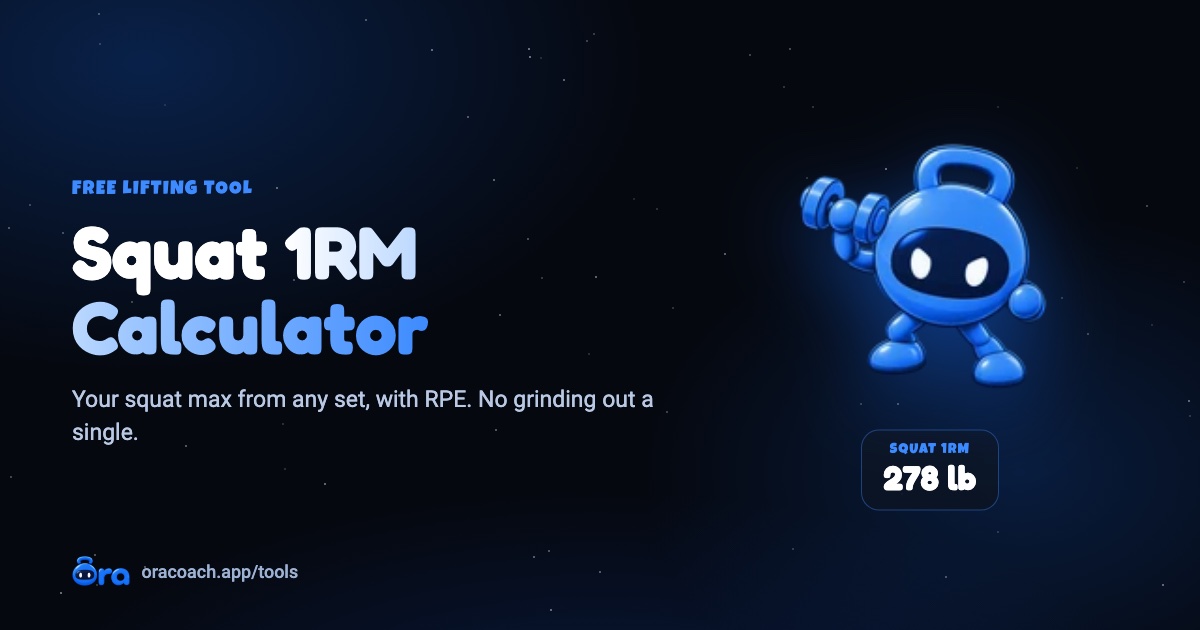 FREE LIFTING TOOL
Squat 1RM
Calculator
Your squat max from any set, with RPE. No grinding out a
single.
SQUAT 1RM
278 lb
Ora oracoach.app/tools